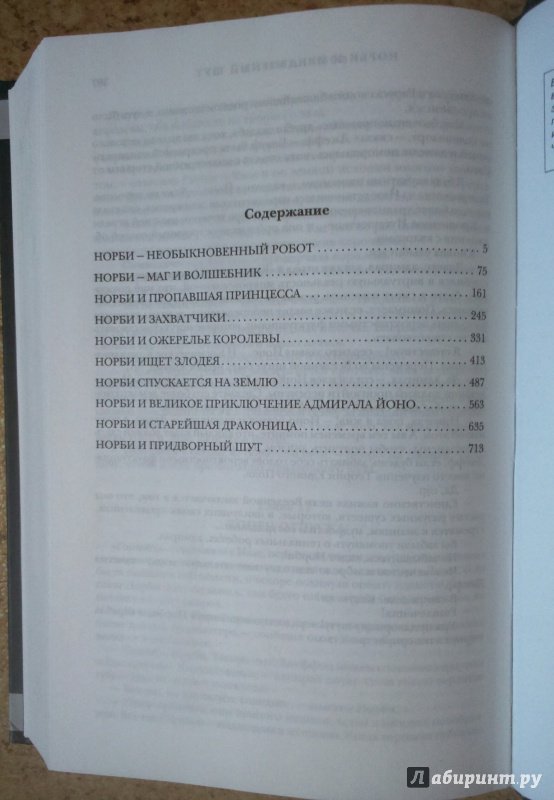 Содержание
НОРБИ – НЕОБЫКНОВЕННЫЙ РОБОТ 5
НОРБИ – МАГ И ВОЛШЕБНИК 75
НОРБИ И ПРОПАВШАЯ ПРИНЦЕССА 161
НОРБИ И ЗАХВАТЧИКИ 245
НОРБИ И ОЖЕРЕЛЬЕ КОРОЛЕВЫ 331
НОРБИ ИЩЕТ ЗЛОДЕЯ 413
НОРБИ СПУСКАЕТСЯ НА ЗЕМЛЮ 487
НОРБИ И ВЕЛИКОЕ ПРИКЛЮЧЕНИЕ АДМИРАЛА ЙОНО 563
НОРБИ И СТАРЕЙШАЯ ДРАКОНИЦА 635
НОРБИ И ПРИДВОРНЫЙ ШУТ 713
Лабиринт.ру